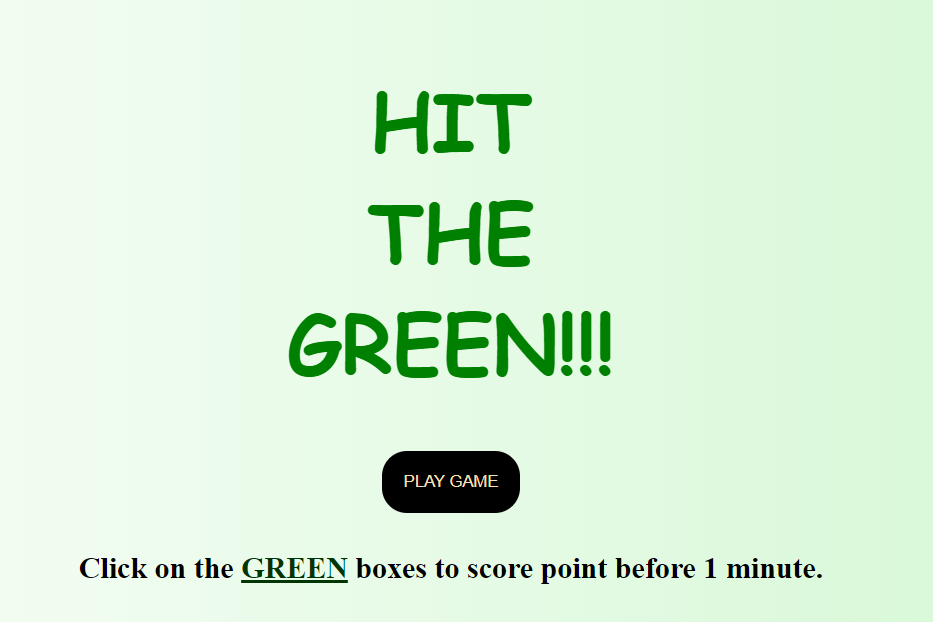 HIT
THE
GREEN!!!
PLAY GAME
Click on the GREEN boxes to score point before 1 minute.